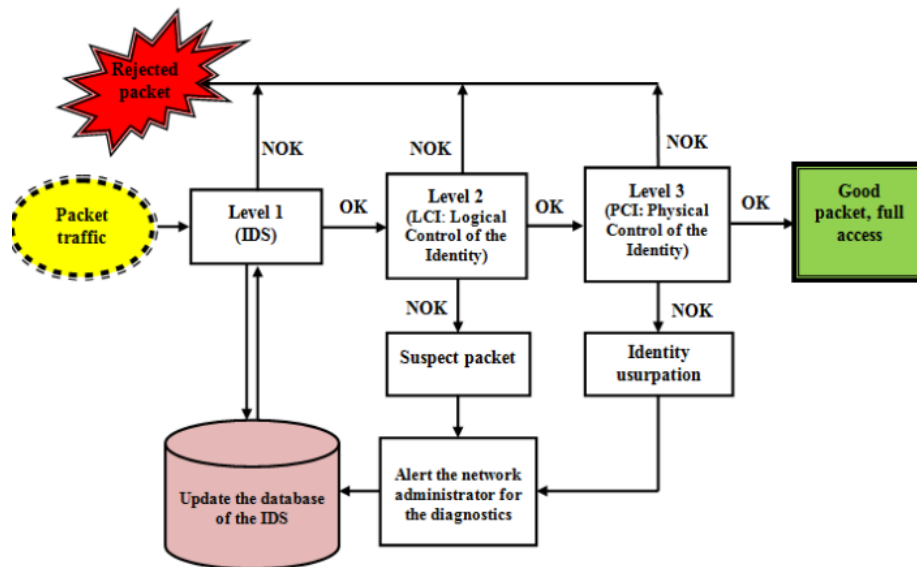 Rejected
packet
NOK
NOK
NOK
Packet
traffic
Level 1
(IDS)
OK
Level 2
(LCI: Logical
Control of the
Identity)
OK
Level 3
(PCI: Physical
Control of the
Identity)
OK
Good
packet, full
access
NOK
NOK
Suspect packet
Identity
usurpation
Update the database
of the IDS
Alert the network
administrator for
the diagnostics